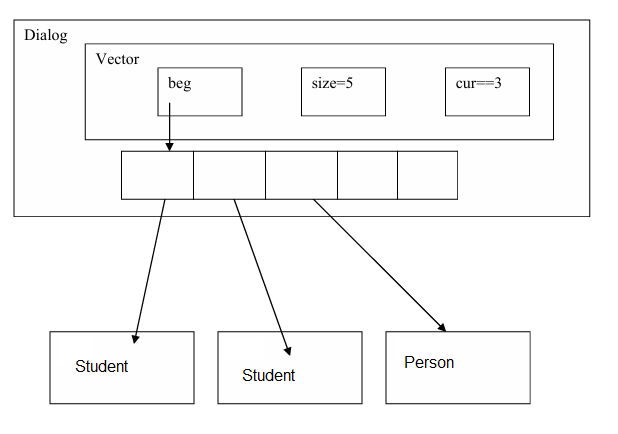 Dialog
Vector
beg
size=5
cur==3
Student
Student
Person